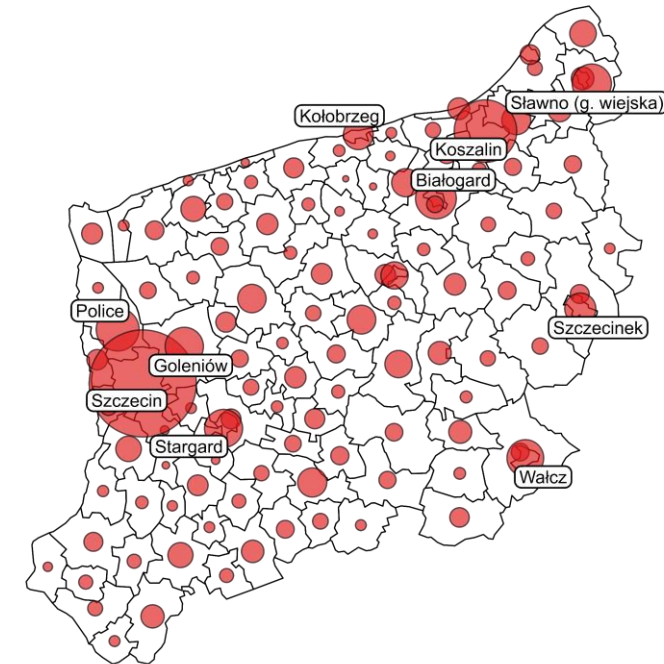 Sławno (g. wiejska)
Kołobrzeg
Koszalin
Białogard
Police
Szczecinek
Goleniów
Szczecin
Stargard
Wałcz